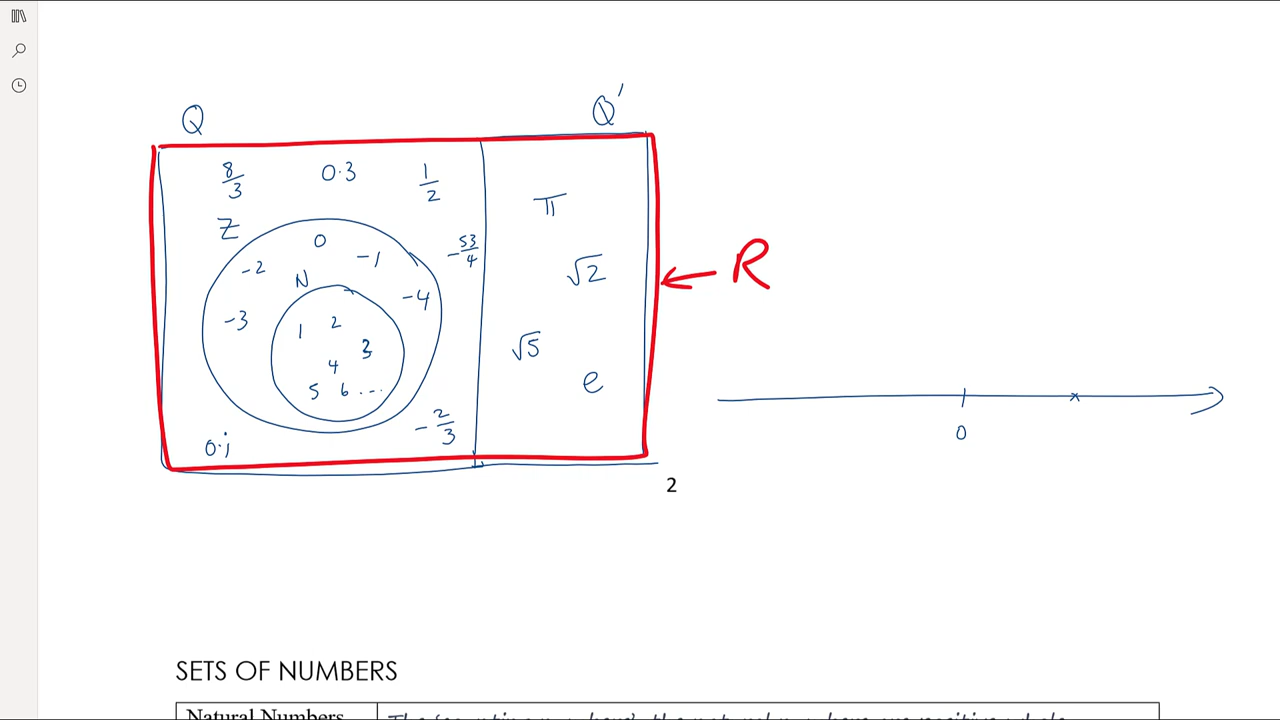 Q Q′
8/3 0·3 1/2
π
Z
0 -1 -53/4
-2 N √2 R
-4
-3 1 2
3 √5
4
5 6 ... e
-2/3 0
0·i
2
SETS OF NUMBERS
Natural Numbers